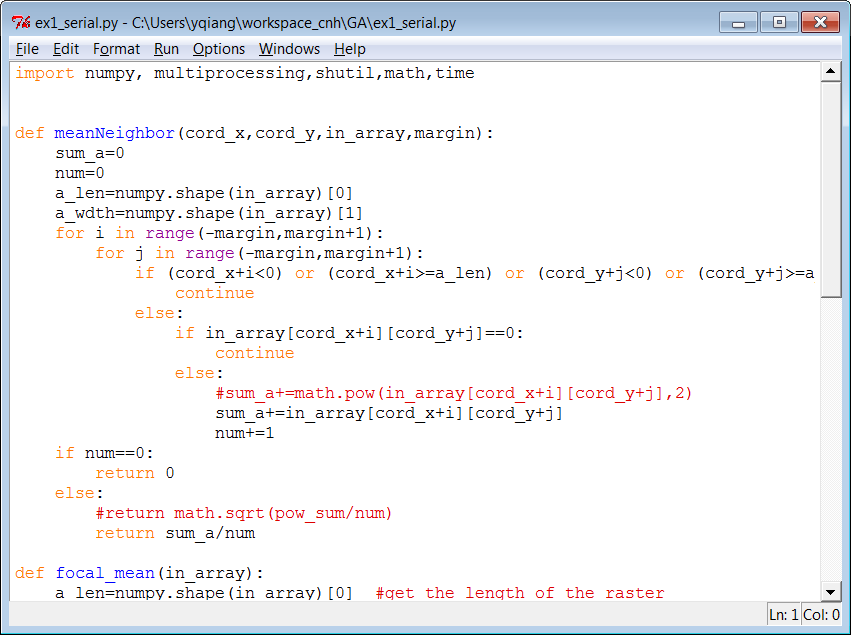 ex1_serial.py - C:\Users\yqiang\workspace_cnh\GA\ex1_serial.py
File Edit Format Run Options Windows Help
import numpy, multiprocessing,shutil,math,time
def meanNeighbor(cord_x,cord_y,in_array,margin):
    sum_a=0
    num=0
    a_len=numpy.shape(in_array)[0]
    a_wdth=numpy.shape(in_array)[1]
    for i in range(-margin,margin+1):
        for j in range(-margin,margin+1):
            if (cord_x+i<0) or (cord_x+i>=a_len) or (cord_y+j<0) or (cord_y+j>=a
                continue
            else:
                if in_array[cord_x+i][cord_y+j]==0:
                    continue
                else:
                    #sum_a+=math.pow(in_array[cord_x+i][cord_y+j],2)
                    sum_a+=in_array[cord_x+i][cord_y+j]
                    num+=1
    if num==0:
        return 0
    else:
        #return math.sqrt(pow_sum/num)
        return sum_a/num
def focal_mean(in_array):
    a_len=numpy.shape(in_array)[0]  #get the length of the raster
Ln: 1 Col: 0